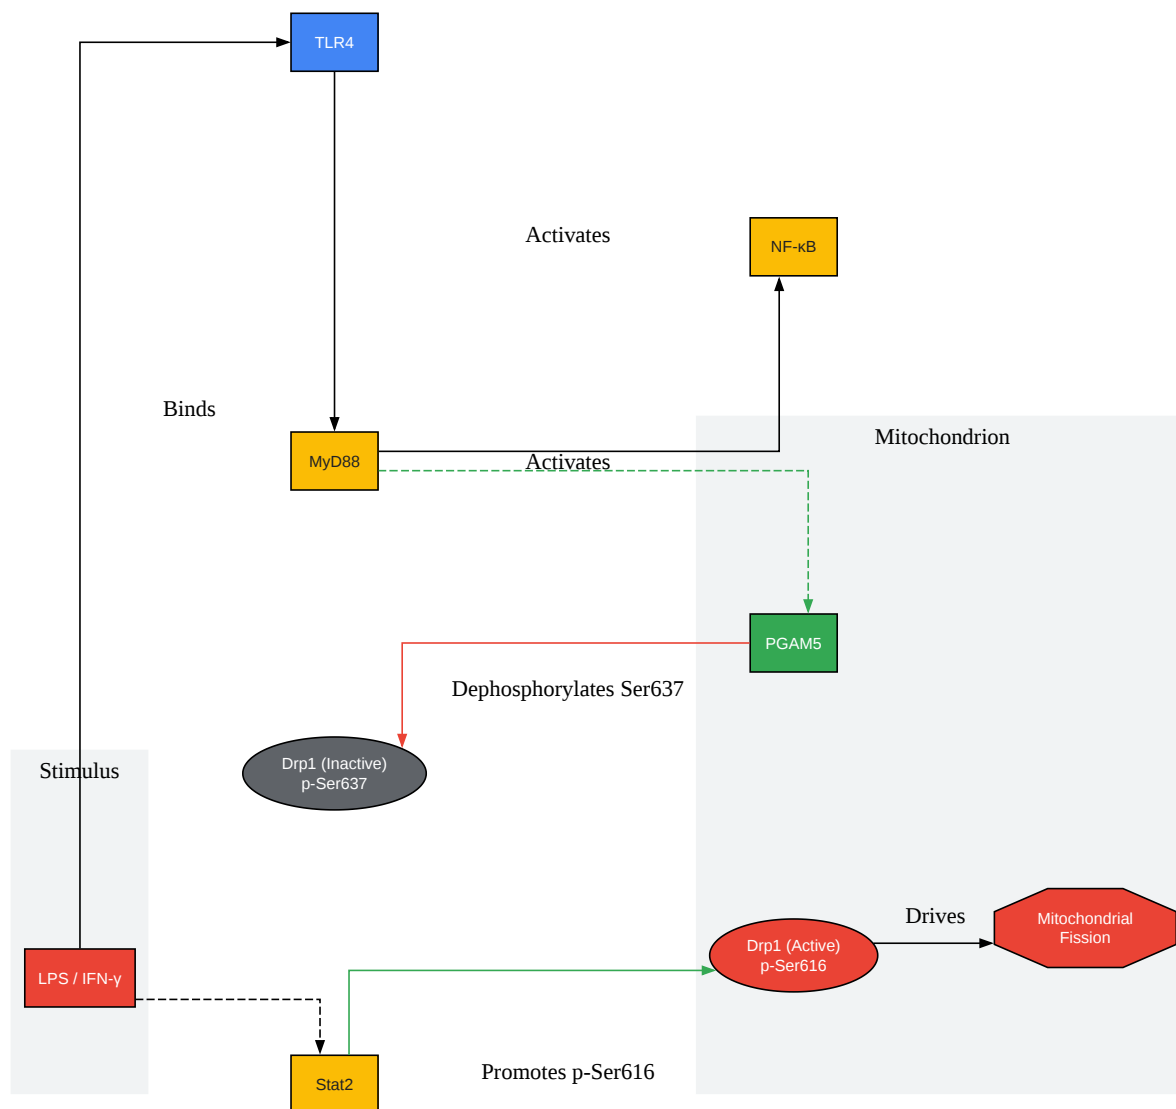 TLR4
Activates
NF-κB
Binds
MyD88
Activates
Mitochondrion
PGAM5
Dephosphorylates Ser637
Stimulus
Drp1 (Inactive)
p-Ser637
Drives
Mitochondrial
Fission
Drp1 (Active)
p-Ser616
LPS / IFN-γ
Stat2
Promotes p-Ser616